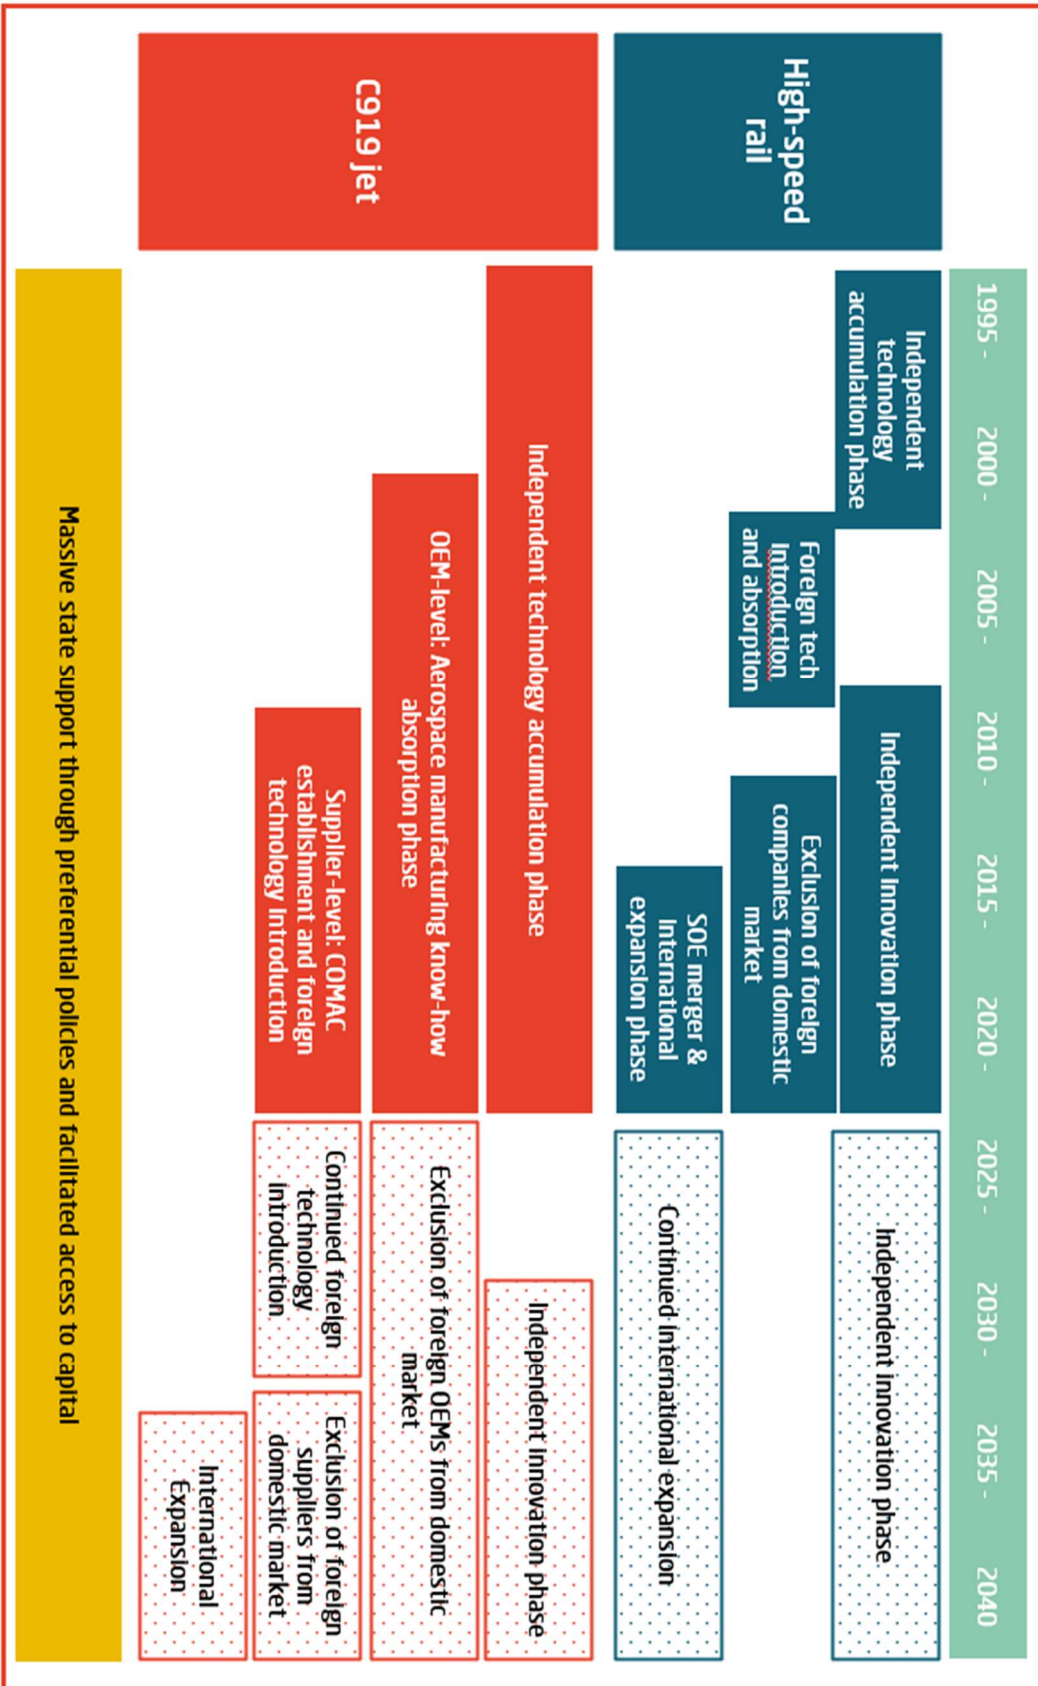 1995 - 2000 - 2005 - 2010 - 2015 - 2020 - 2025 - 2030 - 2035 - 2040
High-speed
rail
Independent
technology
accumulation phase
Independent innovation phase
Independent innovation phase
Foreign tech
introduction
and absorption
Exclusion of foreign
companies from domestic
market
SOE merger &
international
expansion phase
Continued international expansion
C919 jet
Independent technology accumulation phase
Independent innovation phase
OEM-level: Aerospace manufacturing know-how
absorption phase
Exclusion of foreign OEMs from domestic
market
Supplier-level: COMAC
establishment and foreign
technology introduction
Continued foreign
technology
introduction
Exclusion of foreign
suppliers from
domestic market
International
Expansion
Massive state support through preferential policies and facilitated access to capital